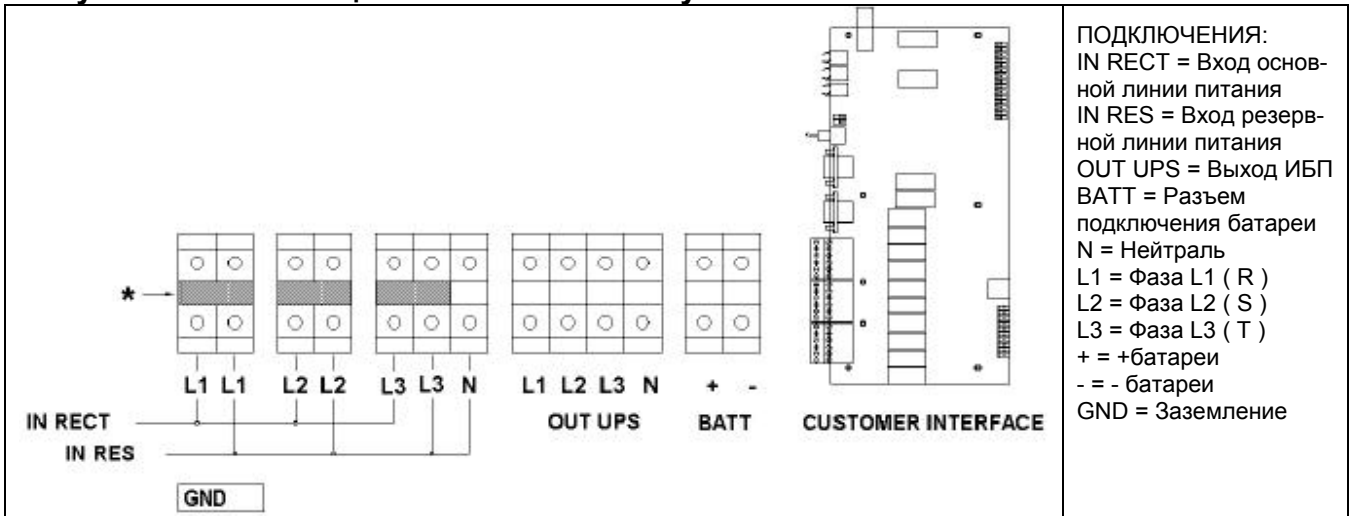 ПОДКЛЮЧЕНИЯ:
IN RECT = Вход основ-
ной линии питания
IN RES = Вход резерв-
ной линии питания
OUT UPS = Выход ИБП
BATT = Разъем
подключения батареи
N = Нейтраль
L1 = Фаза L1 ( R )
L2 = Фаза L2 ( S )
L3 = Фаза L3 ( T )
+ = +батареи
- = - батареи
GND = Заземление
*
L1 L1 L2 L2 L3 L3 N L1 L2 L3 N + -
IN RECT OUT UPS BATT CUSTOMER INTERFACE
IN RES
GND